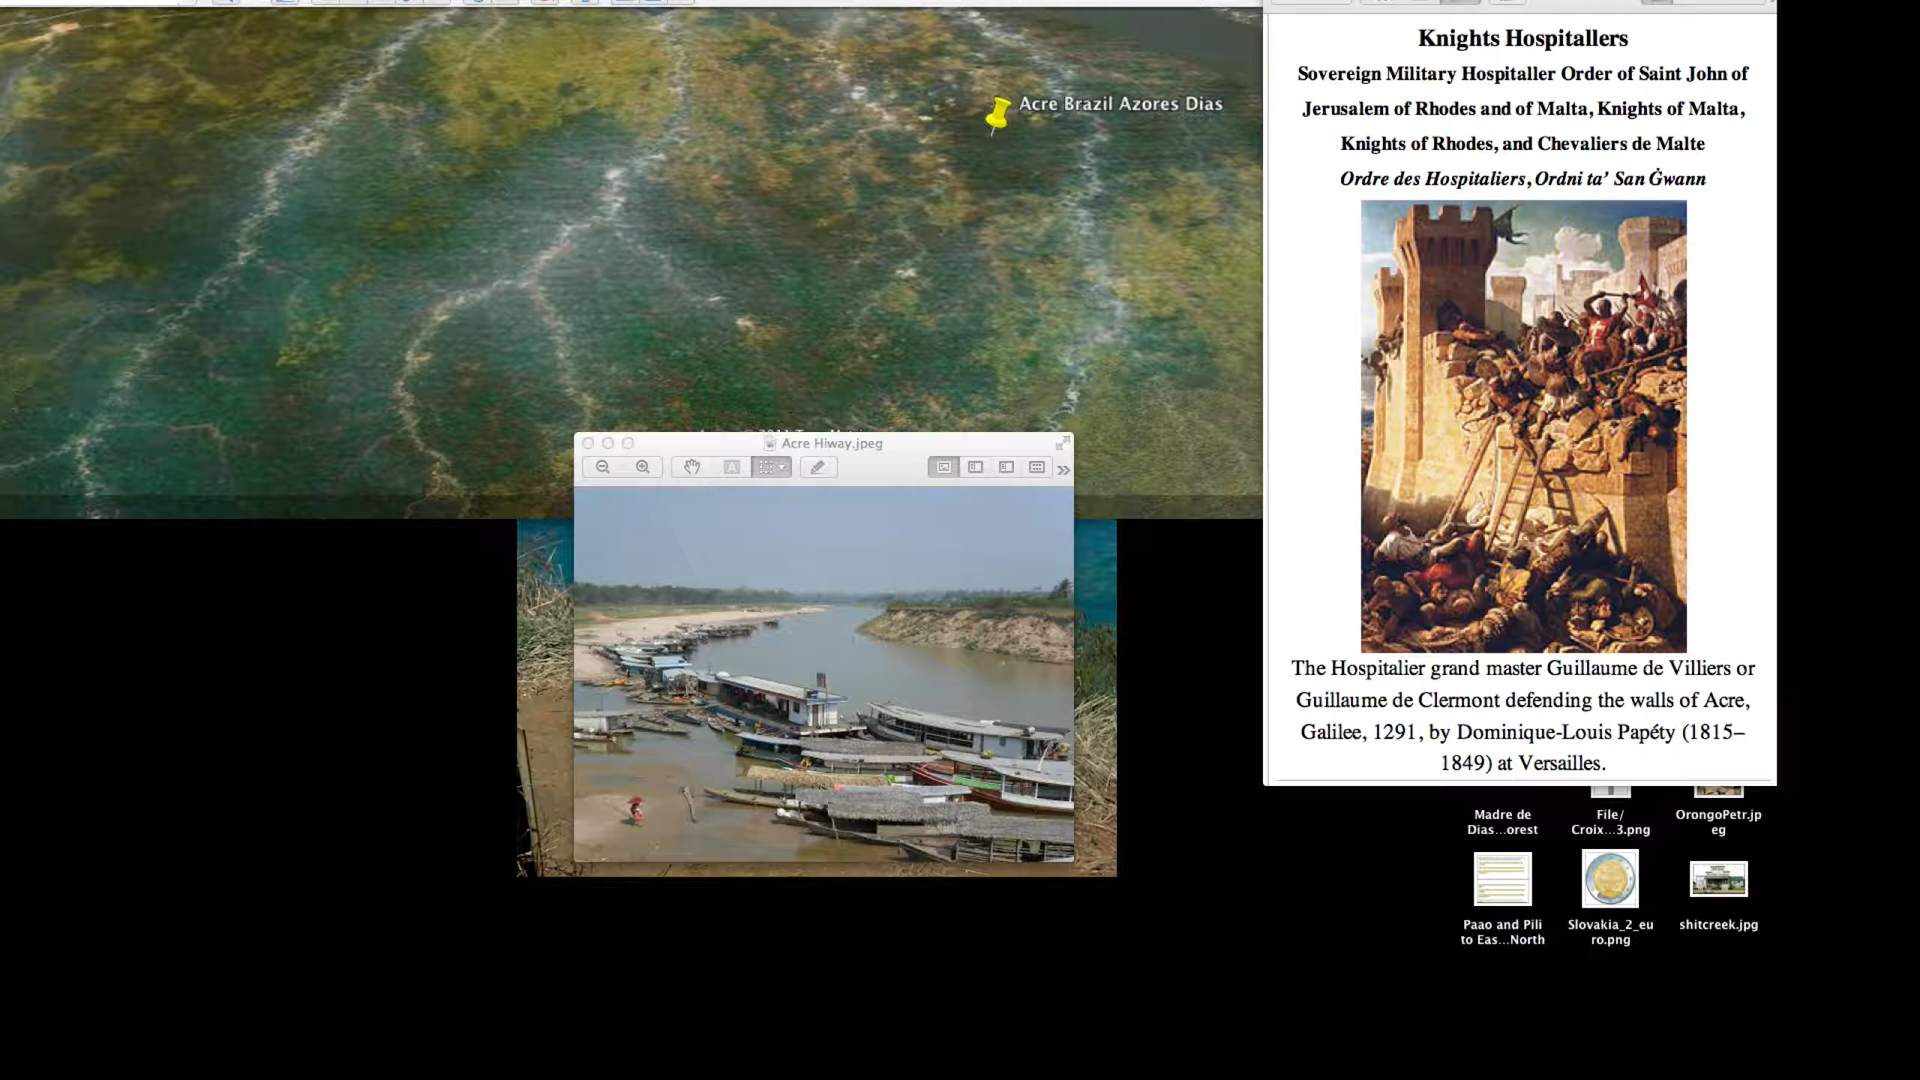 Acre Brazil Azores Dias
Knights Hospitallers
Sovereign Military Hospitaller Order of Saint John of
Jerusalem of Rhodes and of Malta, Knights of Malta,
Knights of Rhodes, and Chevaliers de Malte
Ordre des Hospitaliers, Ordni ta’ San Ġwann
The Hospitalier grand master Guillaume de Villiers or
Guillaume de Clermont defending the walls of Acre,
Galilee, 1291, by Dominique-Louis Papéty (1815–
1849) at Versailles.
Acre Hiway.jpeg
Madre de
Dias...orest
File/
Croix...3.png
OrongoPetr.jp
eg
Paao and Pili
to Eas...North
Slovakia_2_eu
ro.png
shitcreek.jpg